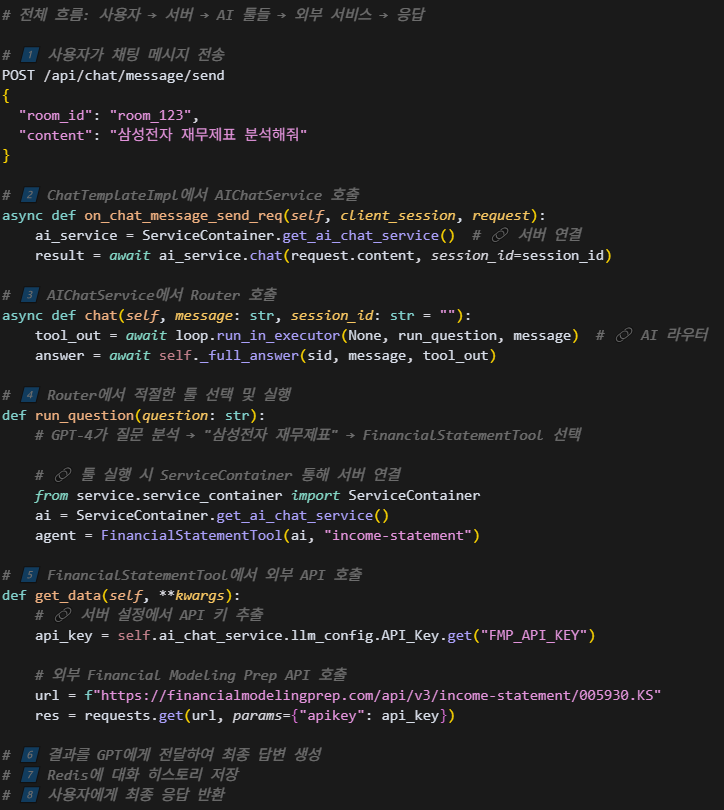 # 전체 흐름: 사용자 → 서버 → AI 툴들 → 외부 서비스 → 응답
# 1️⃣ 사용자가 채팅 메시지 전송
POST /api/chat/message/send
{
  "room_id": "room_123",
  "content": "삼성전자 재무제표 분석해줘"
}
# 2️⃣ ChatTemplateImpl에서 AIChatService 호출
async def on_chat_message_send_req(self, client_session, request):
    ai_service = ServiceContainer.get_ai_chat_service()  # 🔗 서버 연결
    result = await ai_service.chat(request.content, session_id=session_id)
# 3️⃣ AIChatService에서 Router 호출
async def chat(self, message: str, session_id: str = ""):
    tool_out = await loop.run_in_executor(None, run_question, message)  # 🔗 AI 라우터
    answer = await self._full_answer(sid, message, tool_out)
# 4️⃣ Router에서 적절한 툴 선택 및 실행
def run_question(question: str):
    # GPT-4가 질문 분석 → "삼성전자 재무제표" → FinancialStatementTool 선택
    # 🔗 툴 실행 시 ServiceContainer 통해 서버 연결
    from service.service_container import ServiceContainer
    ai = ServiceContainer.get_ai_chat_service()
    agent = FinancialStatementTool(ai, "income-statement")
# 5️⃣ FinancialStatementTool에서 외부 API 호출
def get_data(self, **kwargs):
    # 🔗 서버 설정에서 API 키 추출
    api_key = self.ai_chat_service.llm_config.API_Key.get("FMP_API_KEY")
    # 외부 Financial Modeling Prep API 호출
    url = f"https://financialmodelingprep.com/api/v3/income-statement/005930.KS"
    res = requests.get(url, params={"apikey": api_key})
# 6️⃣ 결과를 GPT에게 전달하여 최종 답변 생성
# 7️⃣ Redis에 대화 히스토리 저장
# 8️⃣ 사용자에게 최종 응답 반환